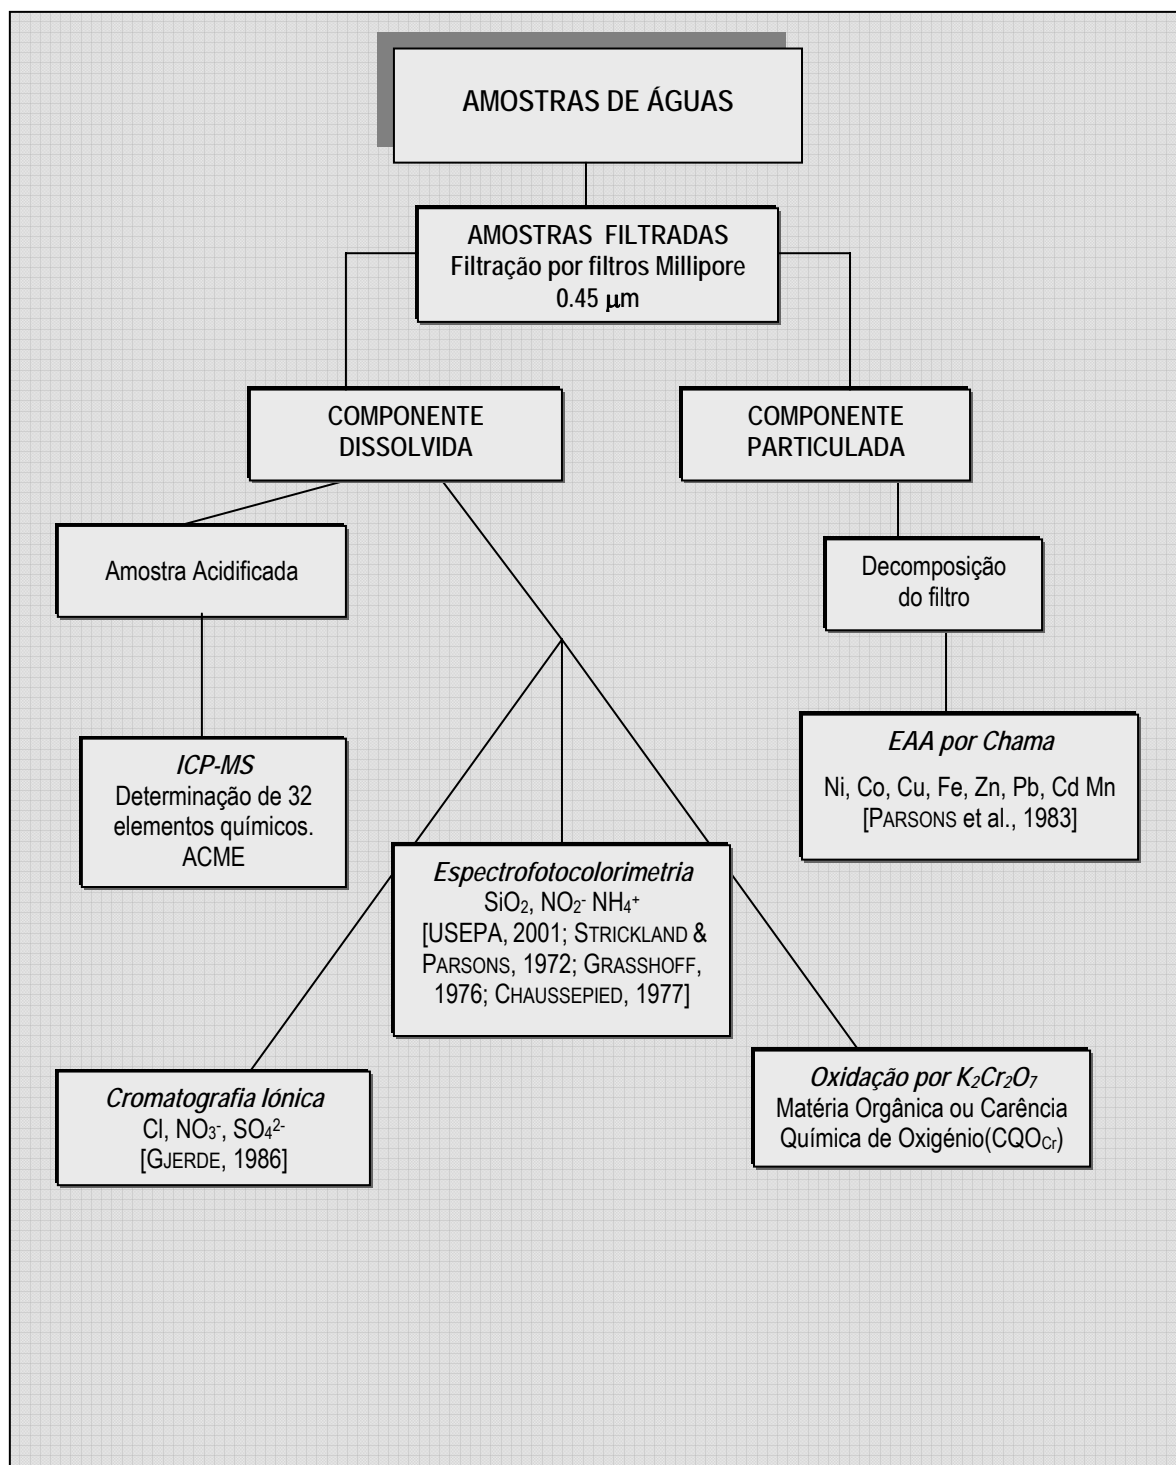 AMOSTRAS DE ÁGUAS
AMOSTRAS FILTRADAS
Filtração por filtros Millipore
0.45 μm
COMPONENTE
DISSOLVIDA
COMPONENTE
PARTICULADA
Amostra Acidificada
Decomposição
do filtro
ICP-MS
Determinação de 32
elementos químicos.
ACME
EAA por Chama
Ni, Co, Cu, Fe, Zn, Pb, Cd Mn
[PARSONS et al., 1983]
Espectrofotocolorimetria
SiO₂, NO₂⁻ NH₄⁺
[USEPA, 2001; STRICKLAND &
PARSONS, 1972; GRASSHOFF,
1976; CHAUSSEPIED, 1977]
Cromatografia Iónica
Cl, NO₃⁻, SO₄²⁻
[GJERDE, 1986]
Oxidação por K₂Cr₂O₇
Matéria Orgânica ou Carência
Química de Oxigénio(CQO_Cr)